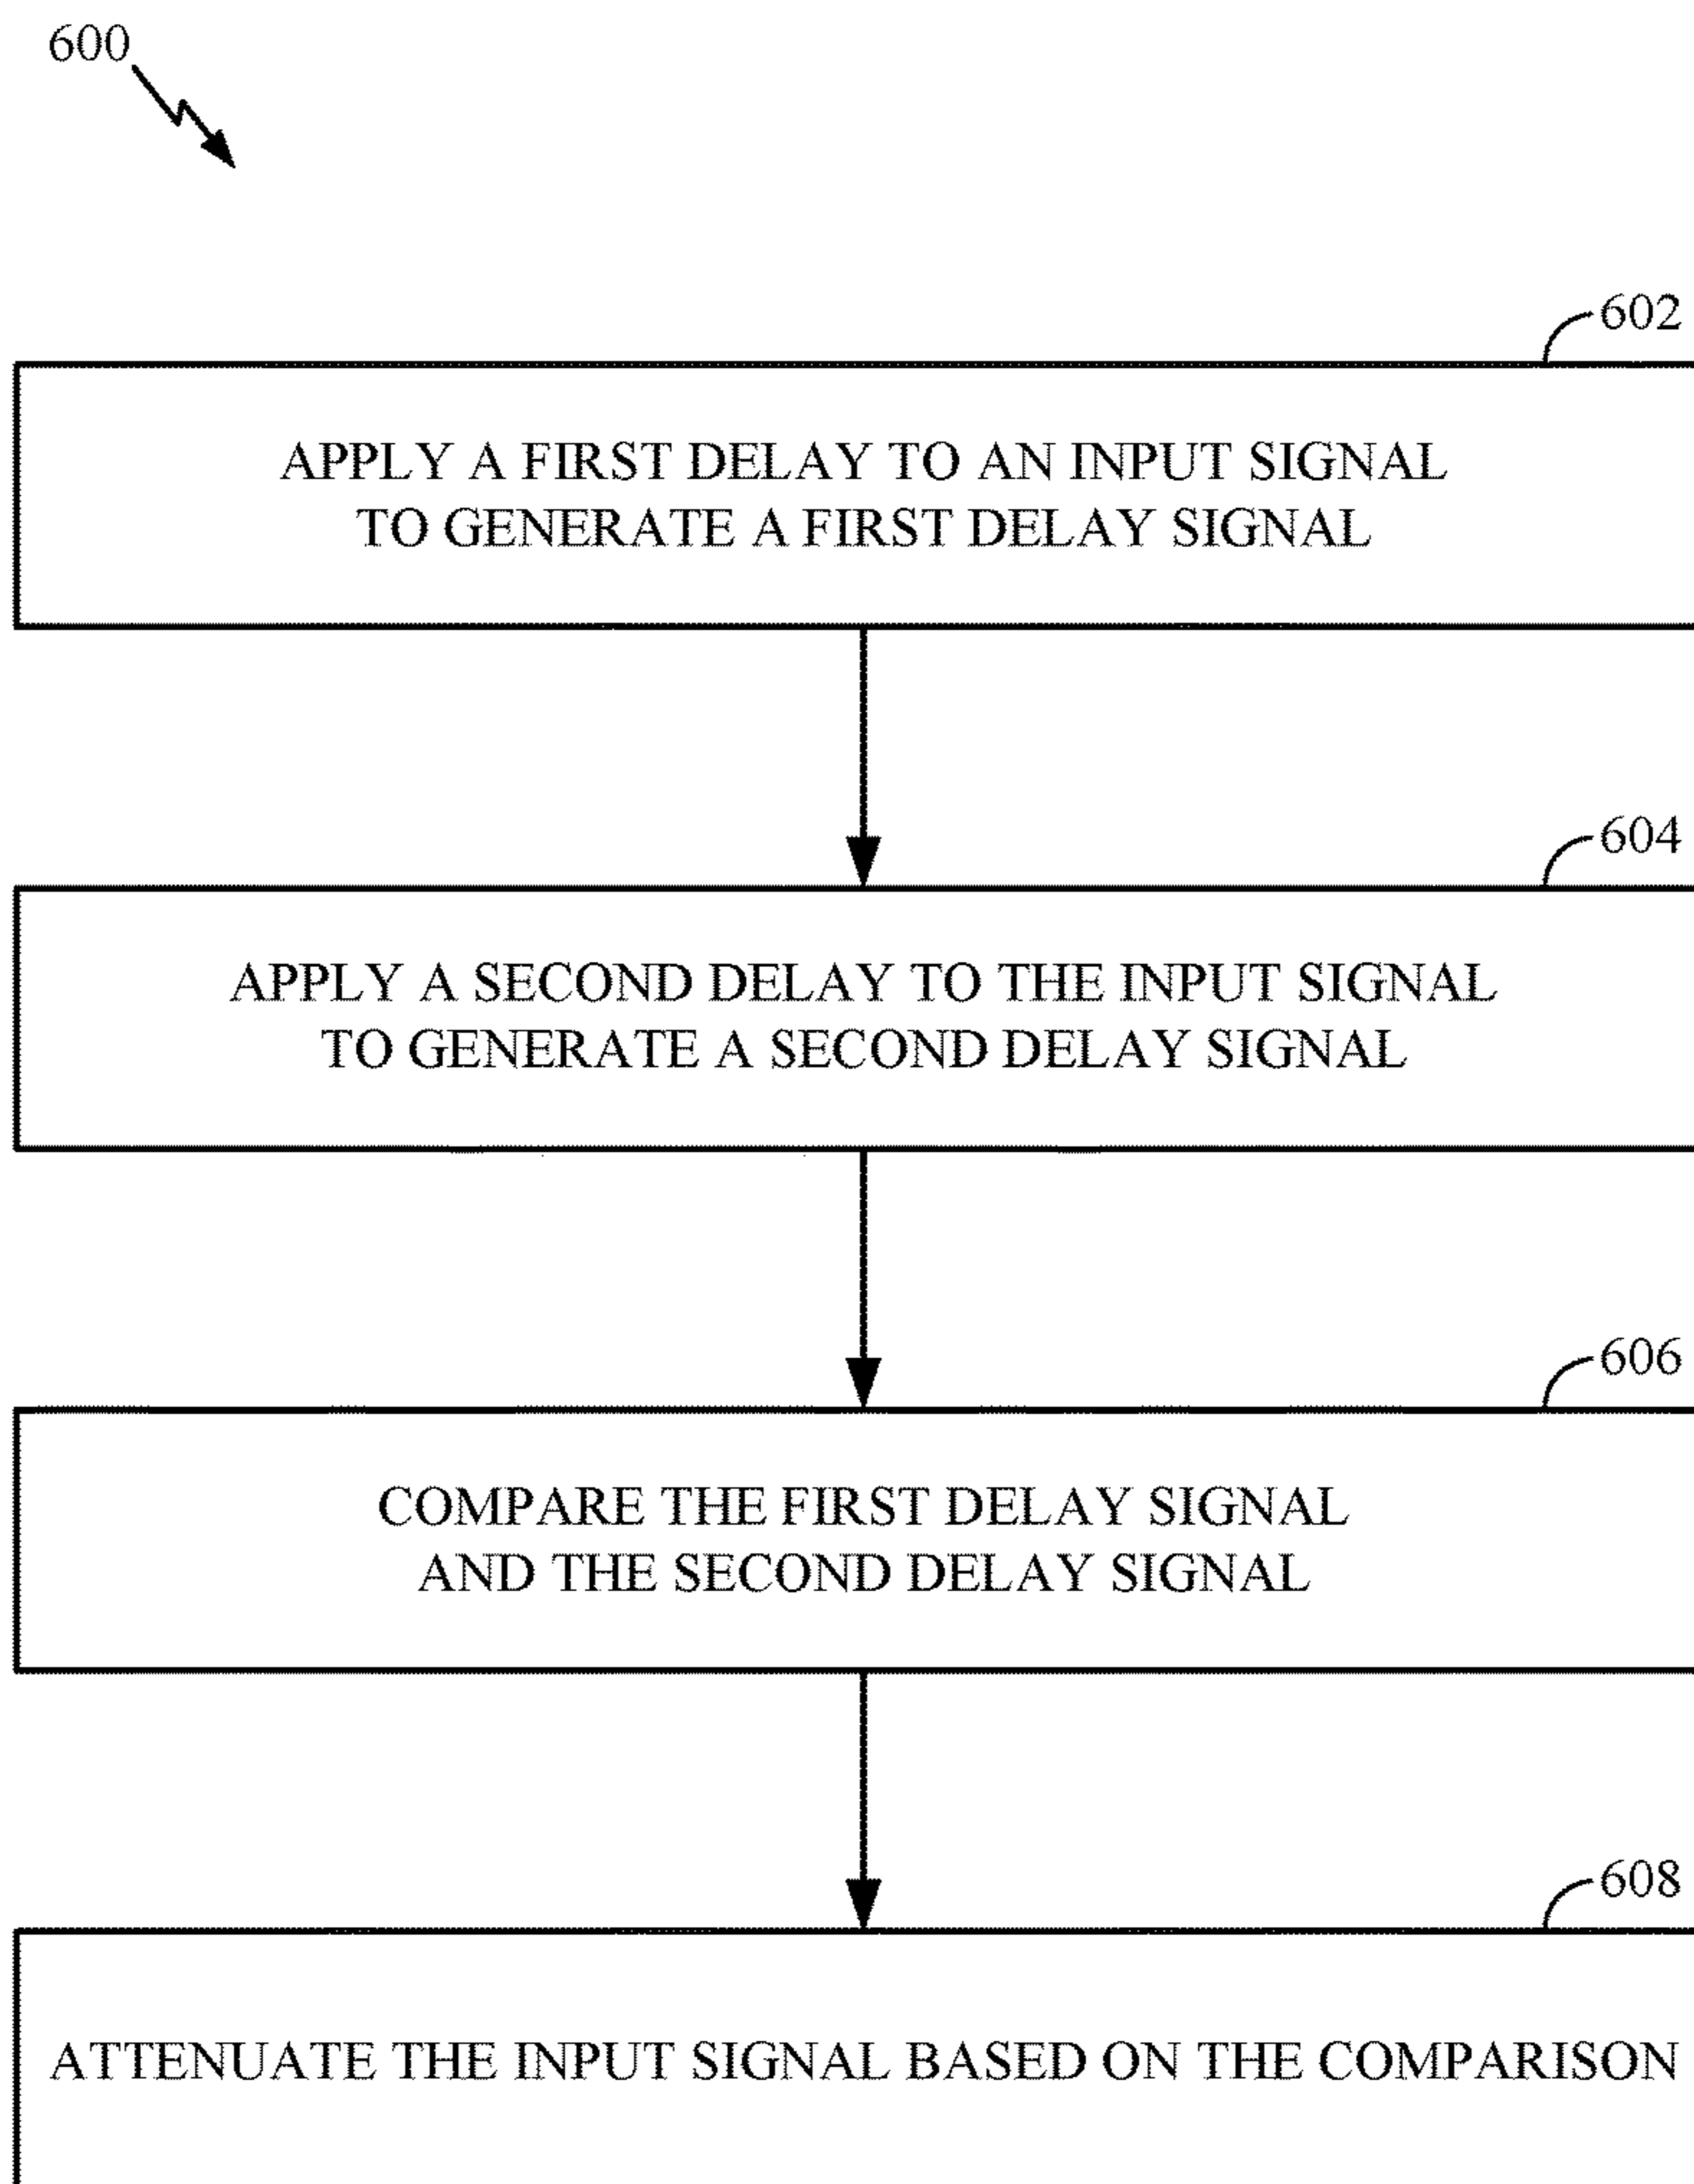 600
602
APPLY A FIRST DELAY TO AN INPUT SIGNAL
TO GENERATE A FIRST DELAY SIGNAL
604
APPLY A SECOND DELAY TO THE INPUT SIGNAL
TO GENERATE A SECOND DELAY SIGNAL
606
COMPARE THE FIRST DELAY SIGNAL
AND THE SECOND DELAY SIGNAL
608
ATTENUATE THE INPUT SIGNAL BASED ON THE COMPARISON